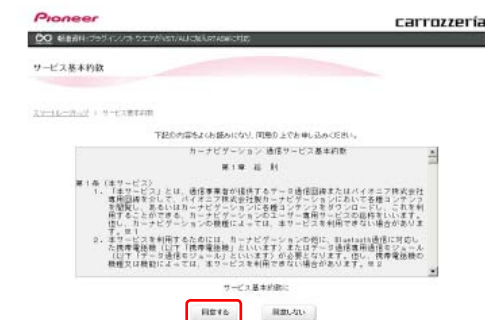 Pioneer
carrozzeria
サービス基本約款
スマートループ > サービス基本約款
下記の内容をよくお読みになり、同意の上でお申し込みください。
カーナビゲーション 通信サービス基本約款
第1章 総 則
第1条(本サービス)
1. 「本サービス」とは、通信事業者が提供するデータ通信回線またはパイオニア株式会社
専用回線を介して、パイオニア株式会社製カーナビゲーションにおいて各種コンテンツ
を閲覧し、あるいはカーナビゲーションに各種コンテンツをダウンロードし、これを利
用することができる、カーナビゲーションのユーザー専用サービスの総称をいいます。
但し、カーナビゲーションの機種によっては、本サービスを利用できない場合がありま
す。※1
2. 本サービスを利用するためには、カーナビゲーションの他に、Bluetooth通信に対応し
た携帯電話機(以下「携帯電話機」といいます)またはデータ通信専用通信モジュール
(以下「データ通信モジュール」といいます)が必要となります。但し、携帯電話機の
機種又は機能によっては、本サービスを利用できない場合があります。※2
サービス基本約款に
同意する
同意しない